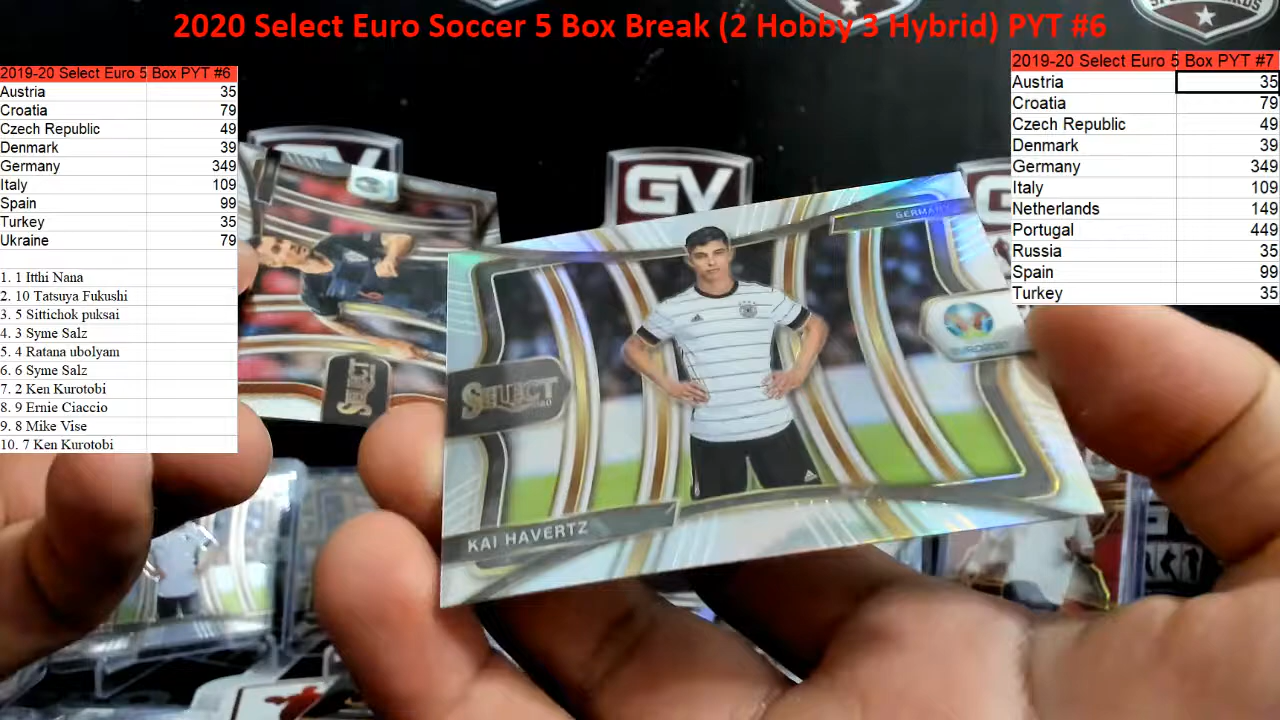 2020 Select Euro Soccer 5 Box Break (2 Hobby 3 Hybrid) PYT #6
2019-20 Select Euro 5 Box PYT #6
Austria 35
Croatia 79
Czech Republic 49
Denmark 39
Germany 349
Italy 109
Spain 99
Turkey 35
Ukraine 79
1. 1 Itthi Nana
2. 10 Tatsuya Fukushi
3. 5 Sittichok puksai
4. 3 Syme Salz
5. 4 Ratana ubolyam
6. 6 Syme Salz
7. 2 Ken Kurotobi
8. 9 Ernie Ciaccio
9. 8 Mike Vise
10. 7 Ken Kurotobi
2019-20 Select Euro 5 Box PYT #7
Austria 35
Croatia 79
Czech Republic 49
Denmark 39
Germany 349
Italy 109
Netherlands 149
Portugal 449
Russia 35
Spain 99
Turkey 35
GV
GV
GERMANY
EURO2020
SELECT
SELECT
KAI HAVERTZ